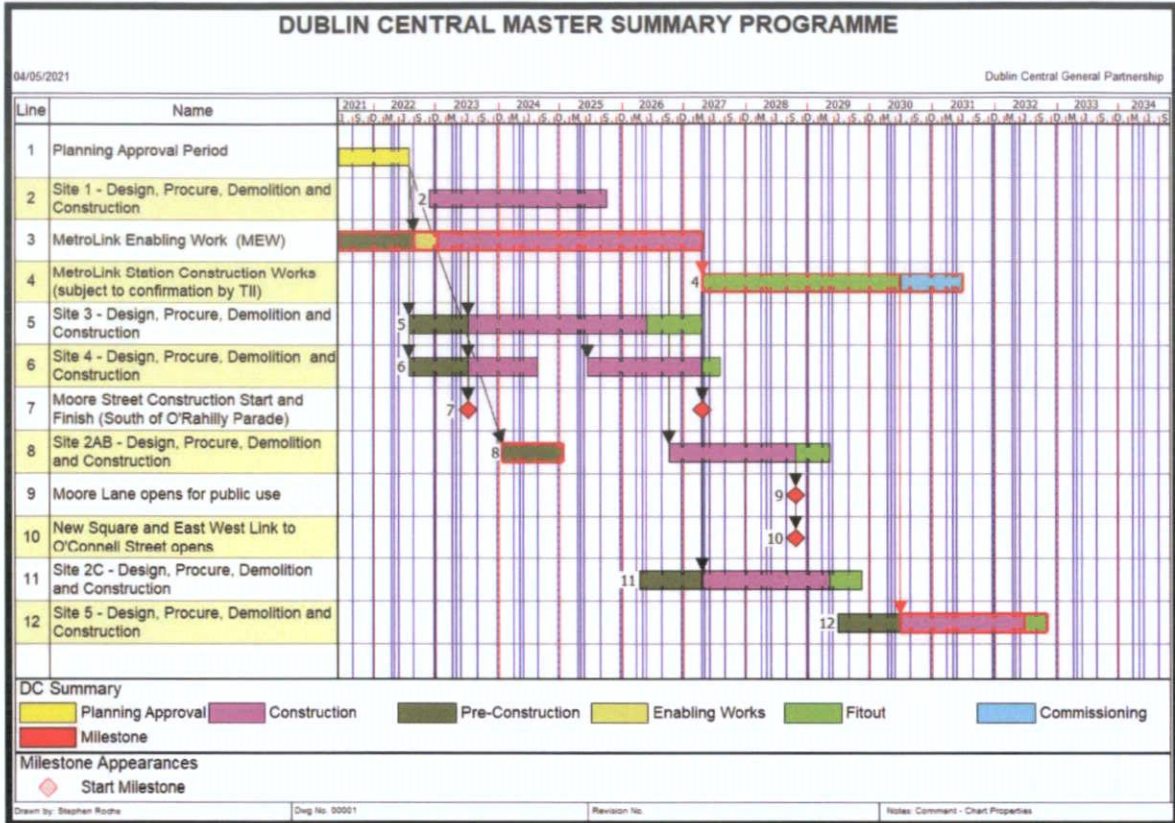 DUBLIN CENTRAL MASTER SUMMARY PROGRAMME
04/05/2021
Dublin Central General Partnership
Line Name 2021 2022 2023 2024 2025 2026 2027 2028 2029 2030 2031 2032 2033 2034
1 Planning Approval Period
2 Site 1 - Design, Procure, Demolition and
Construction
2
3 MetroLink Enabling Work (MEW)
4 MetroLink Station Construction Works
(subject to confirmation by TII)
4
5 Site 3 - Design, Procure, Demolition and
Construction
5
6 Site 4 - Design, Procure, Demolition and
Construction
6
7 Moore Street Construction Start and
Finish (South of O'Rahilly Parade)
7
8 Site 2AB - Design, Procure, Demolition
and Construction
8
9 Moore Lane opens for public use
9
10 New Square and East West Link to
O'Connell Street opens
10
11 Site 2C - Design, Procure, Demolition
and Construction
11
12 Site 5 - Design, Procure, Demolition and
Construction
12
DC Summary
Planning Approval Construction Pre-Construction Enabling Works Fitout Commissioning
Milestone
Milestone Appearances
Start Milestone
Drawn by: Stephen Roche Dwg No. 00001 Revision No. Notes: Comment - Chart Properties